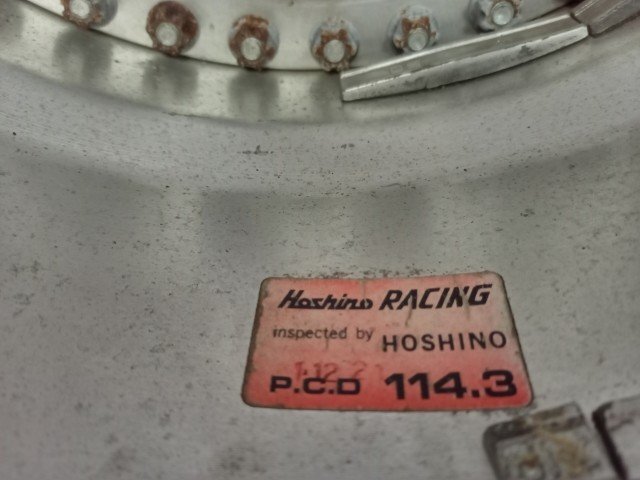 Hoshino RACING
inspected by HOSHINO
P.C.D 114.3